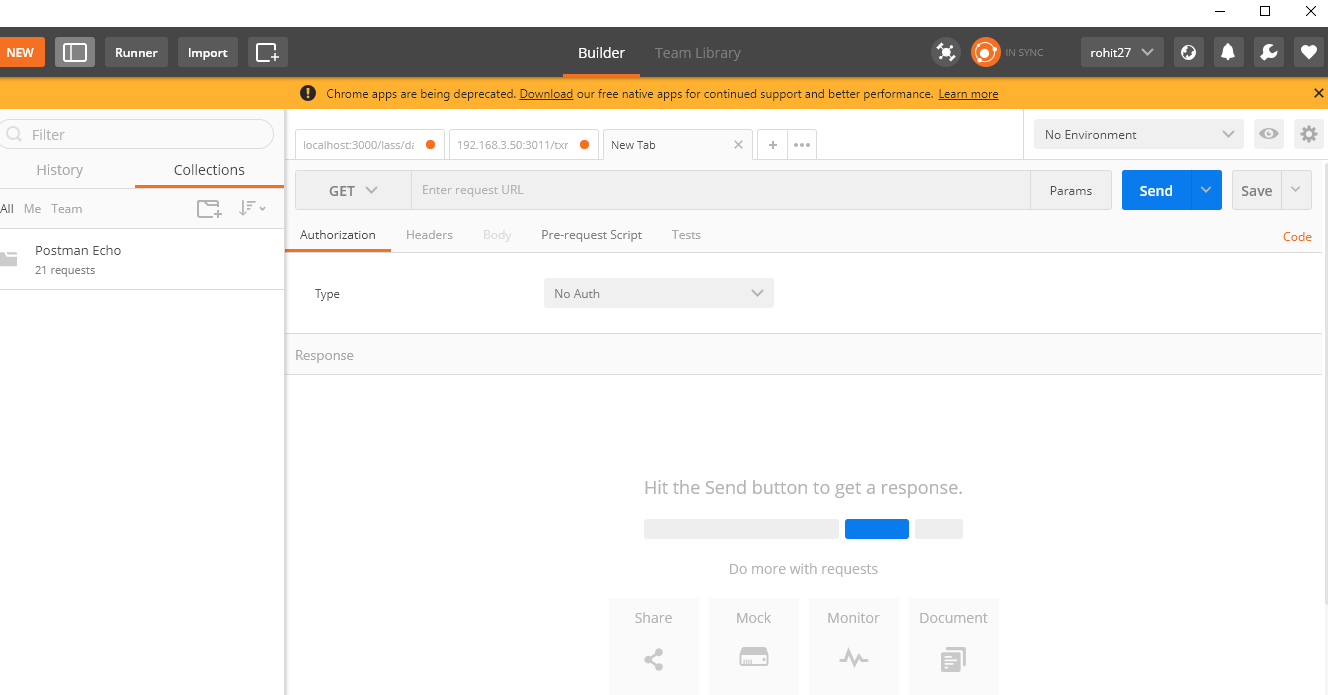 NEW
Runner
Import
Builder
Team Library
IN SYNC
rohit27
Chrome apps are being deprecated. Download our free native apps for continued support and better performance. Learn more
Filter
History
Collections
All Me Team
Postman Echo
21 requests
localhost:3000/lass/da
192.168.3.50:3011/txr
New Tab
No Environment
GET
Enter request URL
Params
Send
Save
Authorization
Headers
Body
Pre-request Script
Tests
Code
Type
No Auth
Response
Hit the Send button to get a response.
Do more with requests
Share
Mock
Monitor
Document